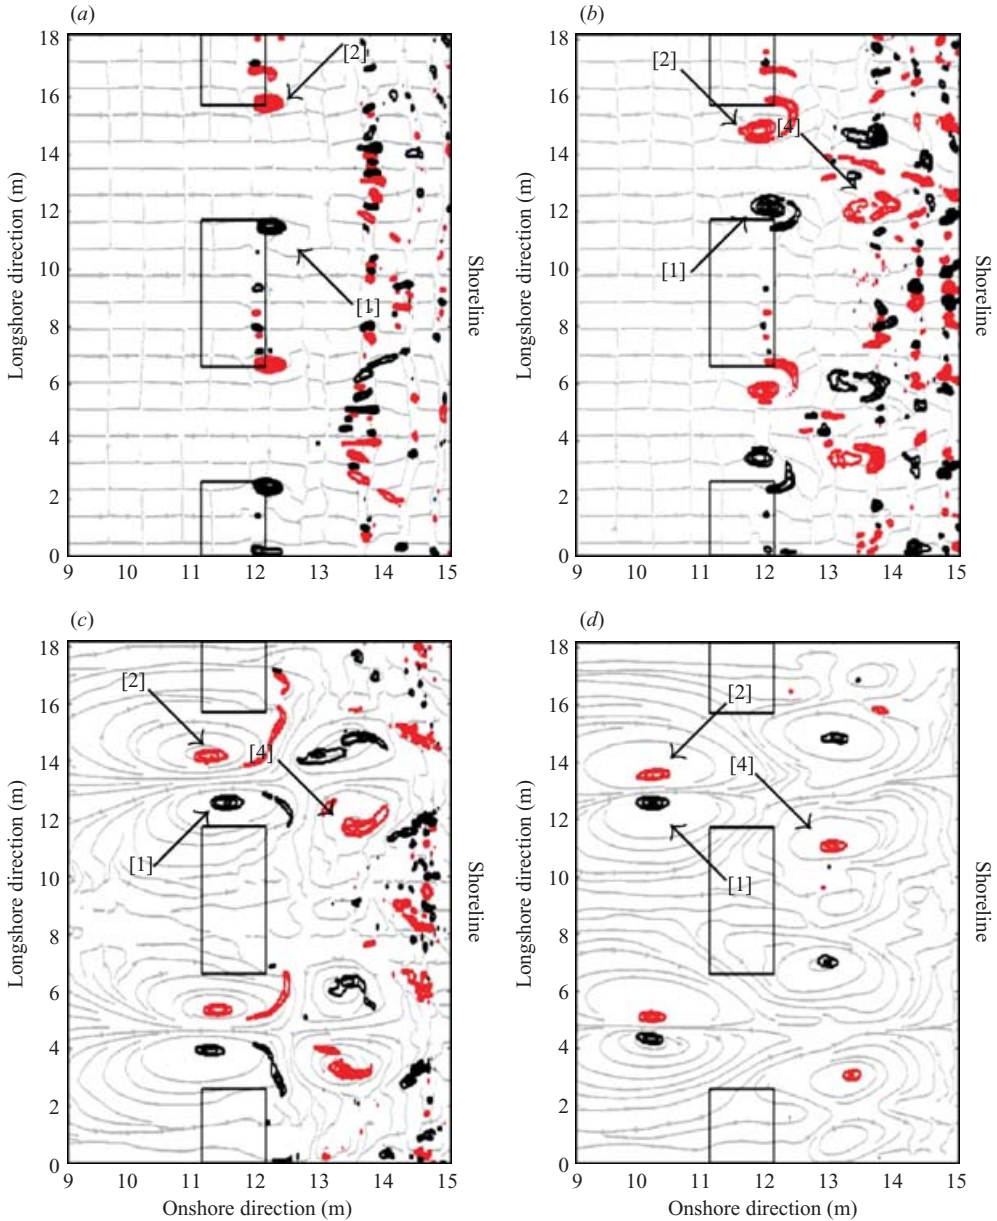 (a)
(b)
[2]
[1]
18
16
14
12
10
8
6
4
2
0
9 10 11 12 13 14 15
Longshore direction (m)
Shoreline
[2]
[4]
[1]
18
16
14
12
10
8
6
4
2
0
9 10 11 12 13 14 15
Longshore direction (m)
Shoreline
(c)
(d)
[2]
[4]
[1]
18
16
14
12
10
8
6
4
2
0
9 10 11 12 13 14 15
Longshore direction (m)
Onshore direction (m)
Shoreline
[2]
[4]
[1]
18
16
14
12
10
8
6
4
2
0
9 10 11 12 13 14 15
Longshore direction (m)
Onshore direction (m)
Shoreline